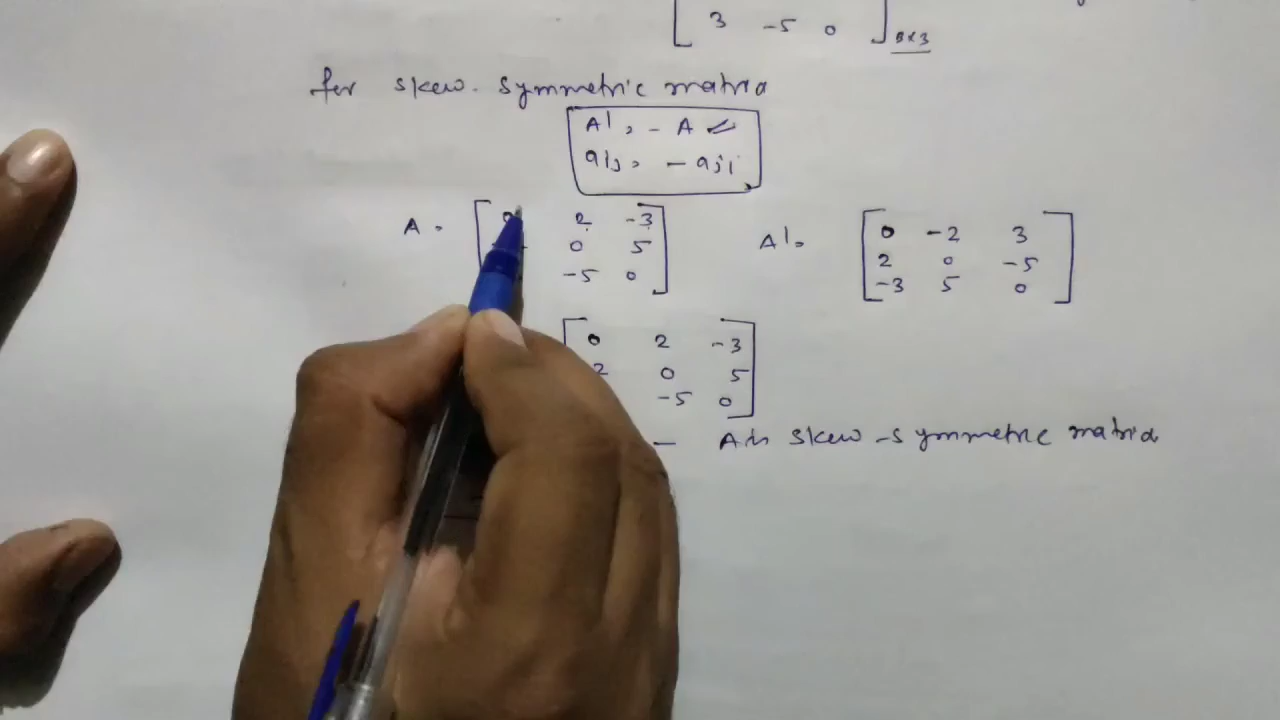 3 -5 0 3x3
for skew. symmetric matrix
A' = - A
aij = - aji
A = 2 -3 A' = 0 -2 3
0 5 2 0 -5
-5 0 -3 5 0
0 2 -3
2 0 5
-5 0
A is skew-symmetric matrix